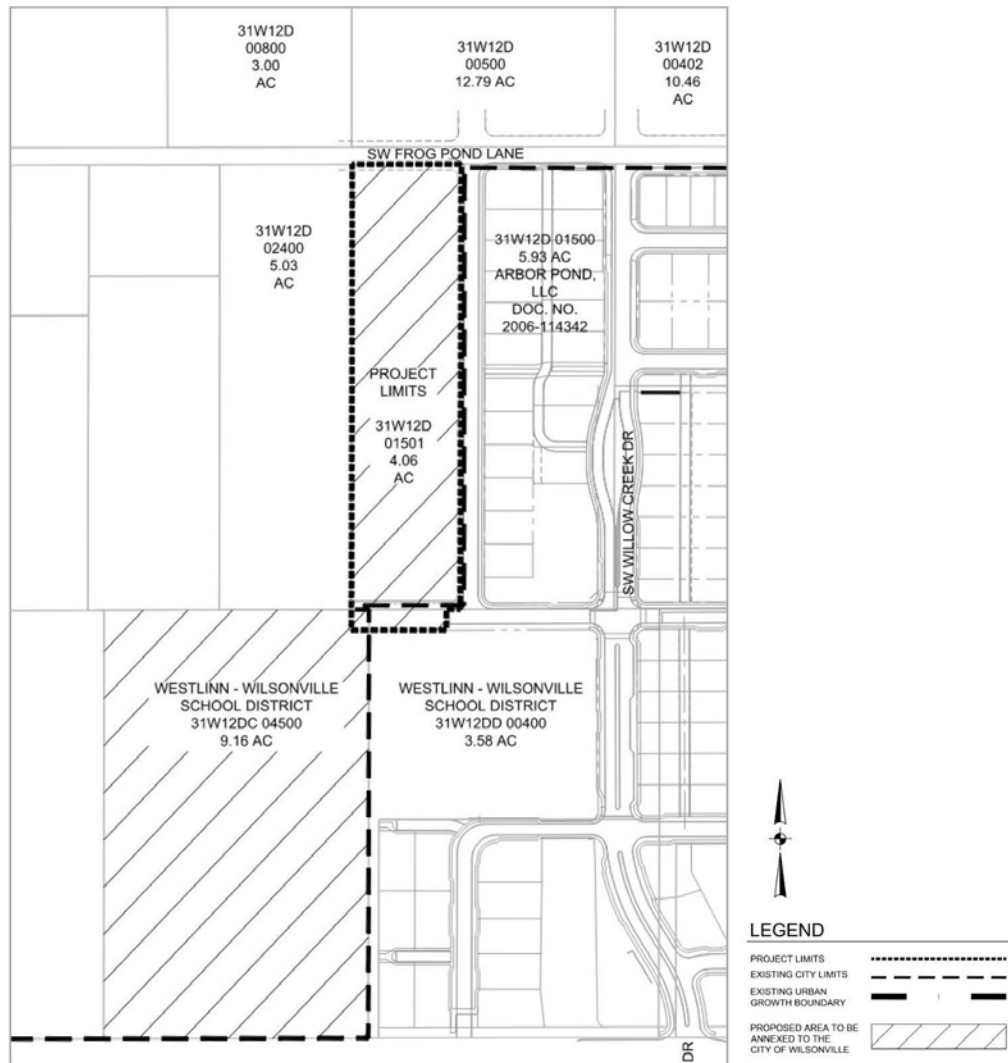 31W12D
00800
3.00
AC
31W12D
00500
12.79 AC
31W12D
00402
10.46
AC
SW FROG POND LANE
31W12D
02400
5.03
AC
31W12D 01500
5.93 AC
ARBOR POND,
LLC
DOC. NO.
2006-114342
PROJECT
LIMITS
31W12D
01501
4.06
AC
SW WILLOW CREEK DR
WESTLINN - WILSONVILLE
SCHOOL DISTRICT
31W12DC 04500
9.16 AC
WESTLINN - WILSONVILLE
SCHOOL DISTRICT
31W12DD 00400
3.58 AC
DR
LEGEND
PROJECT LIMITS
EXISTING CITY LIMITS
EXISTING URBAN
GROWTH BOUNDARY
PROPOSED AREA TO BE
ANNEXED TO THE
CITY OF WILSONVILLE